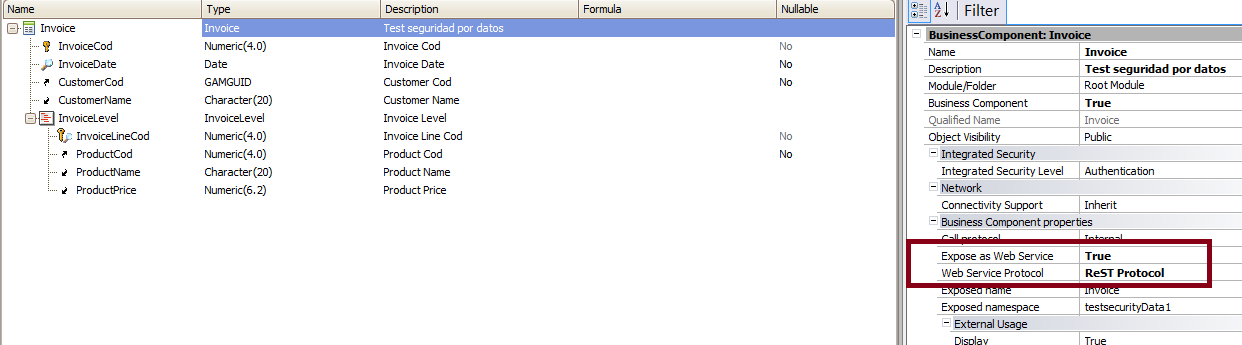 Name Type Description Formula Nullable
Invoice Invoice Test seguridad por datos
InvoiceCod Numeric(4.0) Invoice Cod No
InvoiceDate Date Invoice Date No
CustomerCod GAMGUID Customer Cod No
CustomerName Character(20) Customer Name
InvoiceLevel InvoiceLevel Invoice Level
InvoiceLineCod Numeric(4.0) Invoice Line Cod No
ProductCod Numeric(4.0) Product Cod No
ProductName Character(20) Product Name
ProductPrice Numeric(6.2) Product Price
Filter
BusinessComponent: Invoice
Name Invoice
Description Test seguridad por datos
Module/Folder Root Module
Business Component True
Qualified Name Invoice
Object Visibility Public
Integrated Security
Integrated Security Level Authentication
Network
Connectivity Support Inherit
Business Component properties
Call protocol Internal
Expose as Web Service True
Web Service Protocol ReST Protocol
Exposed name Invoice
Exposed namespace testsecurityData1
External Usage
Display True